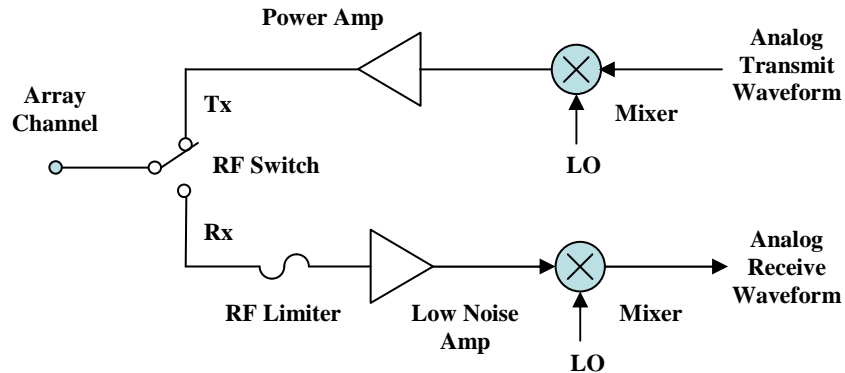 Power Amp
Analog
Transmit
Waveform
Array
Channel
Tx
Mixer
RF Switch
LO
Rx
Analog
Receive
Waveform
RF Limiter
Low Noise
Amp
Mixer
LO